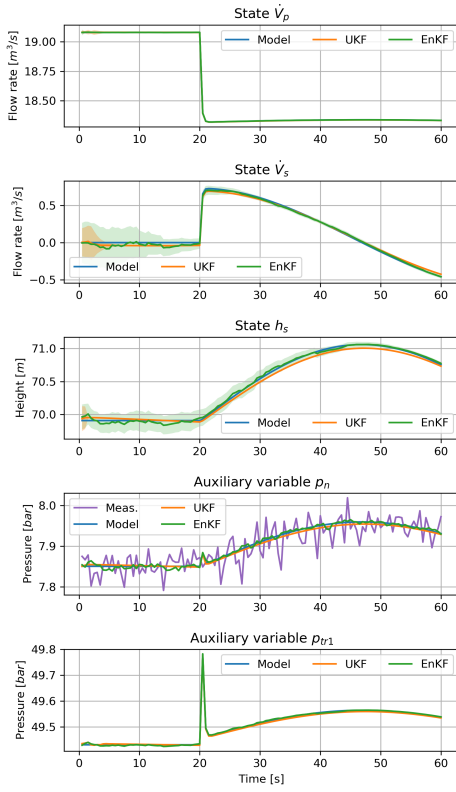 State V̇p
Flow rate [m³/s]
19.00
18.75
18.50
Model UKF EnKF
0 10 20 30 40 50 60
State V̇s
Flow rate [m³/s]
0.5
0.0
−0.5
Model UKF EnKF
0 10 20 30 40 50 60
State hs
Height [m]
71.0
70.5
70.0
Model UKF EnKF
0 10 20 30 40 50 60
Auxiliary variable pn
Pressure [bar]
8.0
7.9
7.8
Meas. UKF
Model EnKF
0 10 20 30 40 50 60
Auxiliary variable ptr1
Pressure [bar]
49.8
49.7
49.6
49.5
Model UKF EnKF
0 10 20 30 40 50 60
Time [s]